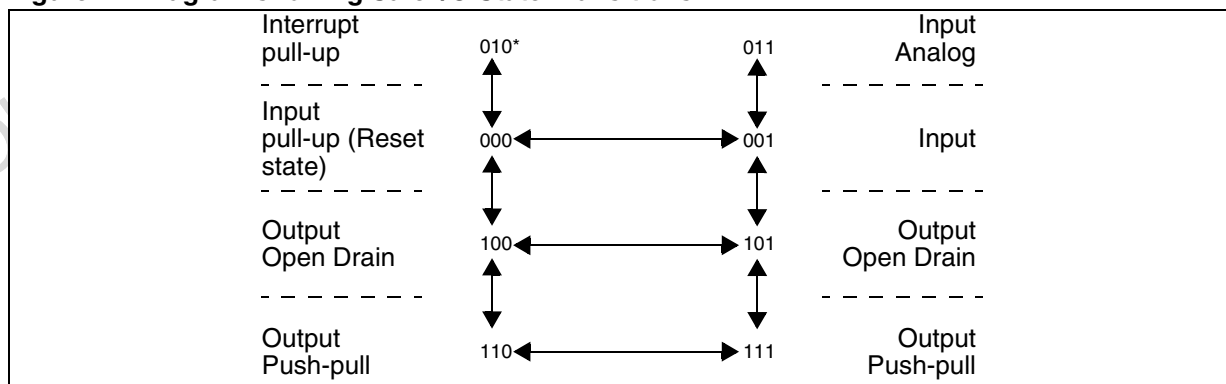 Interrupt
pull-up
010*
011
Input
Analog
Input
pull-up (Reset
state)
000
001
Input
Output
Open Drain
100
101
Output
Open Drain
Output
Push-pull
110
111
Output
Push-pull